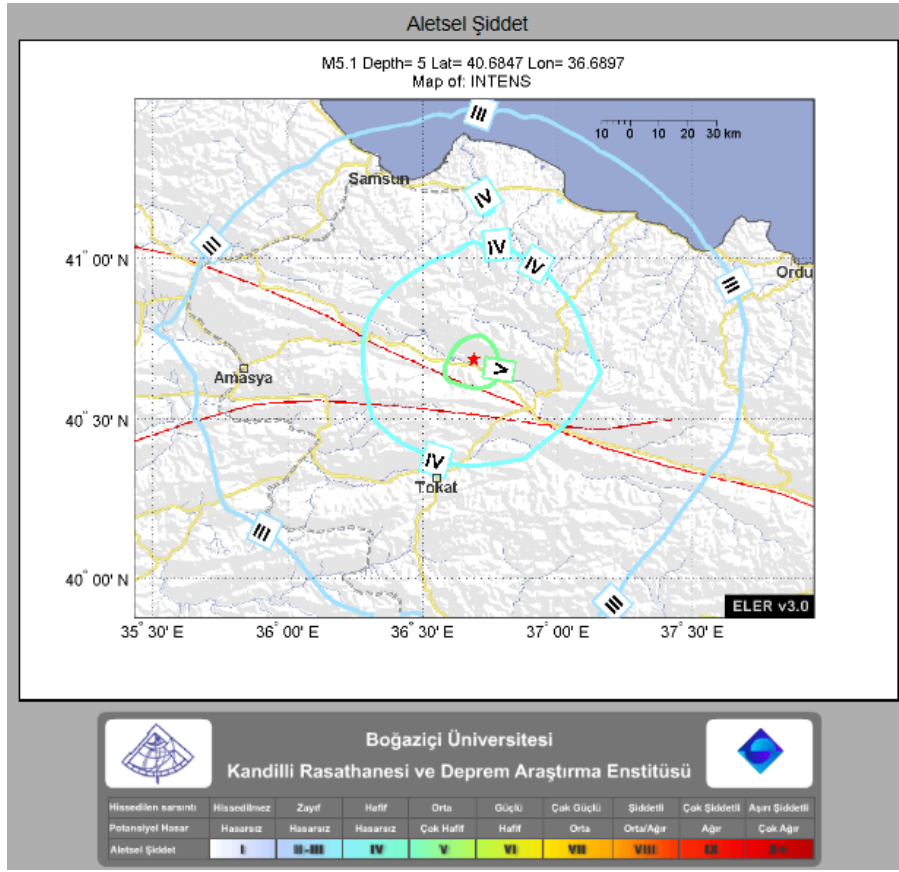 Aletsel Şiddet
M5.1 Depth= 5 Lat= 40.6847 Lon= 36.6897
Map of: INTENS
III
10 0 10 20 30 km
Samsun
IV
III
IV
IV
41° 00' N
Ordu
III
V
Amasya
40° 30' N
IV
Tokat
III
40° 00' N
III
ELER v3.0
35° 30' E 36° 00' E 36° 30' E 37° 00' E 37° 30' E
Boğaziçi Üniversitesi
Kandilli Rasathanesi ve Deprem Araştırma Enstitüsü
Hissedilen sarsıntı Hissedilmez Zayıf Hafif Orta Güçlü Çok Güçlü Şiddetli Çok Şiddetli Aşırı Şiddetli
Potansiyel Hasar Hasarsız Hasarsız Hasarsız Çok Hafif Hafif Orta Orta/Ağır Ağır Çok Ağır
Aletsel Şiddet I II-III IV V VI VII VIII IX X+